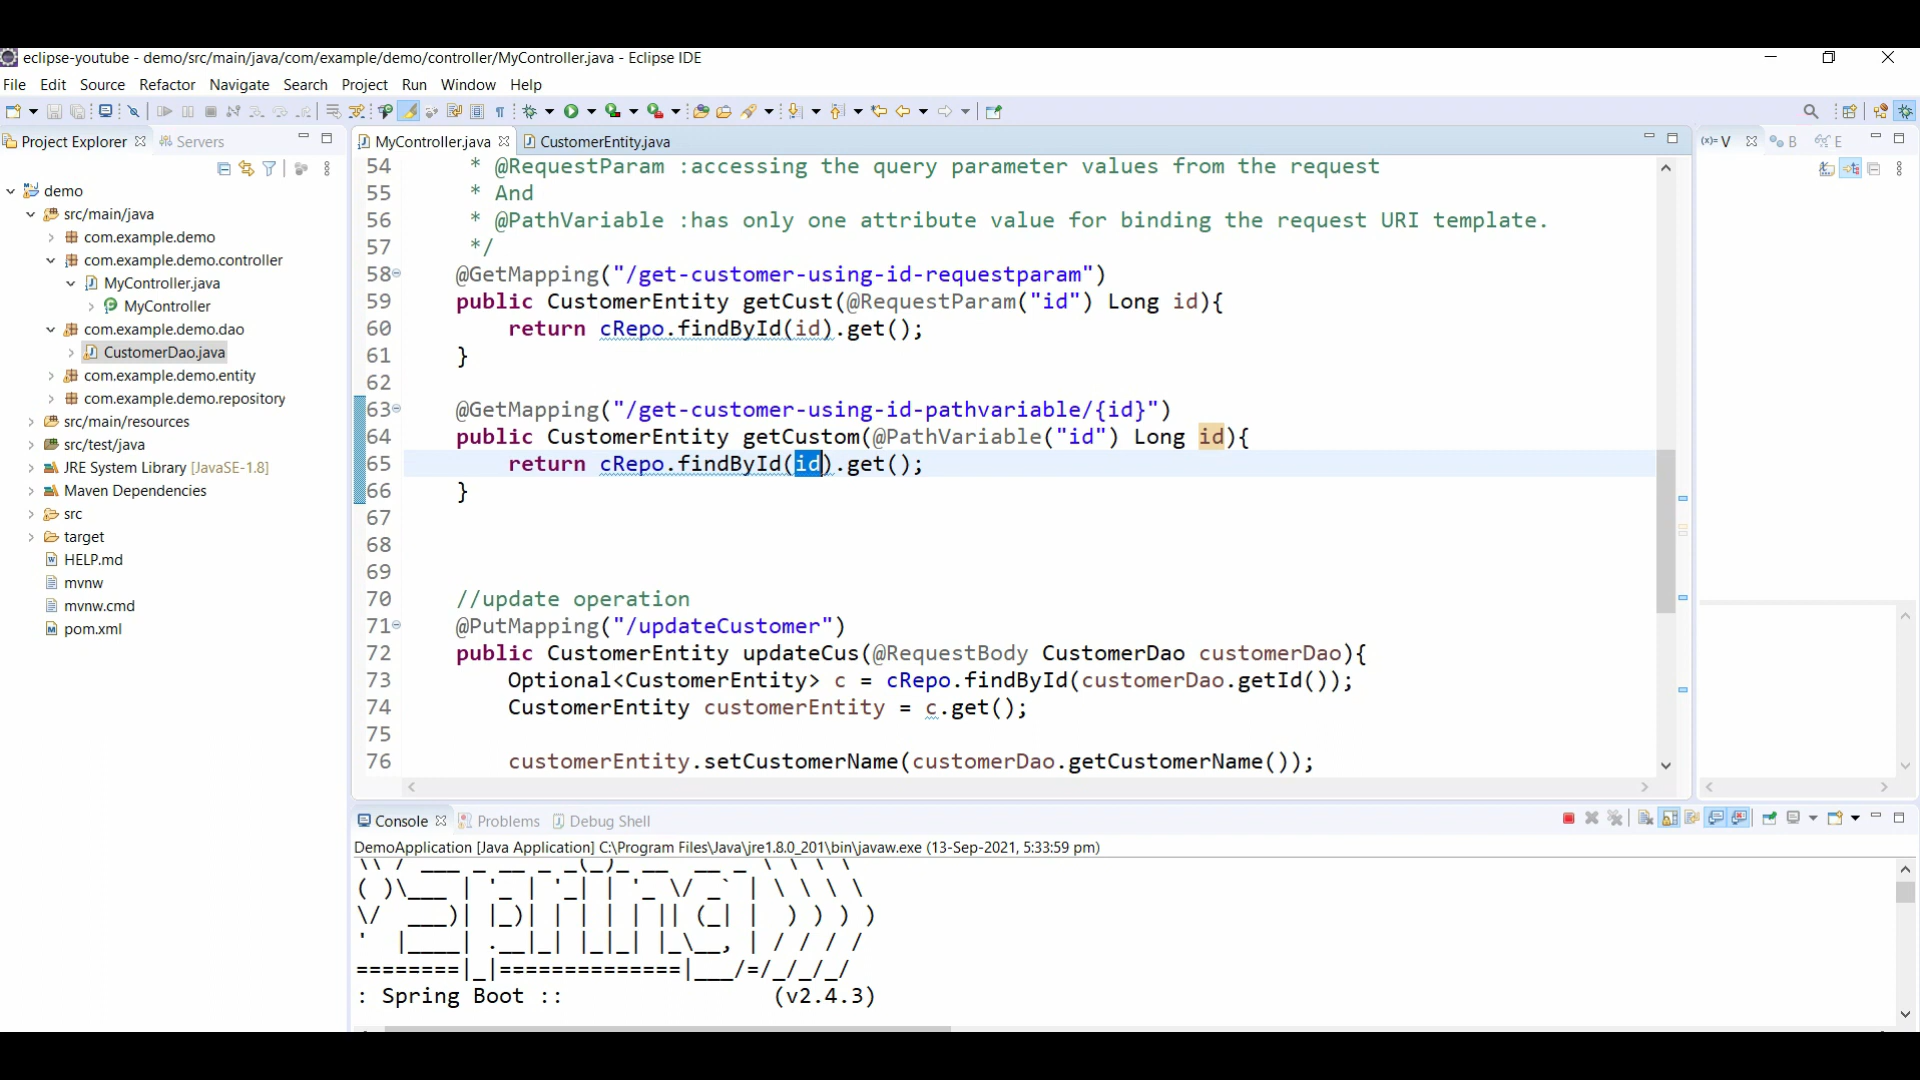 eclipse-youtube - demo/src/main/java/com/example/demo/controller/MyController.java - Eclipse IDE
File Edit Source Refactor Navigate Search Project Run Window Help
Project Explorer Servers
MyController.java CustomerEntity.java
(x)= V B E
demo
src/main/java
com.example.demo
com.example.demo.controller
MyController.java
MyController
com.example.demo.dao
CustomerDao.java
com.example.demo.entity
com.example.demo.repository
src/main/resources
src/test/java
JRE System Library [JavaSE-1.8]
Maven Dependencies
src
target
HELP.md
mvnw
mvnw.cmd
pom.xml
54 * @RequestParam :accessing the query parameter values from the request
55 * And
56 * @PathVariable :has only one attribute value for binding the request URI template.
57 */
58 @GetMapping("/get-customer-using-id-requestparam")
59 public CustomerEntity getCust(@RequestParam("id") Long id){
60 return cRepo.findById(id).get();
61 }
62
63 @GetMapping("/get-customer-using-id-pathvariable/{id}")
64 public CustomerEntity getCustom(@PathVariable("id") Long id){
65 return cRepo.findById(id).get();
66 }
67
68
69
70 //update operation
71 @PutMapping("/updateCustomer")
72 public CustomerEntity updateCus(@RequestBody CustomerDao customerDao){
73 Optional<CustomerEntity> c = cRepo.findById(customerDao.getId());
74 CustomerEntity customerEntity = c.get();
75
76 customerEntity.setCustomerName(customerDao.getCustomerName());
Console Problems Debug Shell
DemoApplication [Java Application] C:\Program Files\Java\jre1.8.0_201\bin\javaw.exe (13-Sep-2021, 5:33:59 pm)
: Spring Boot :: (v2.4.3)